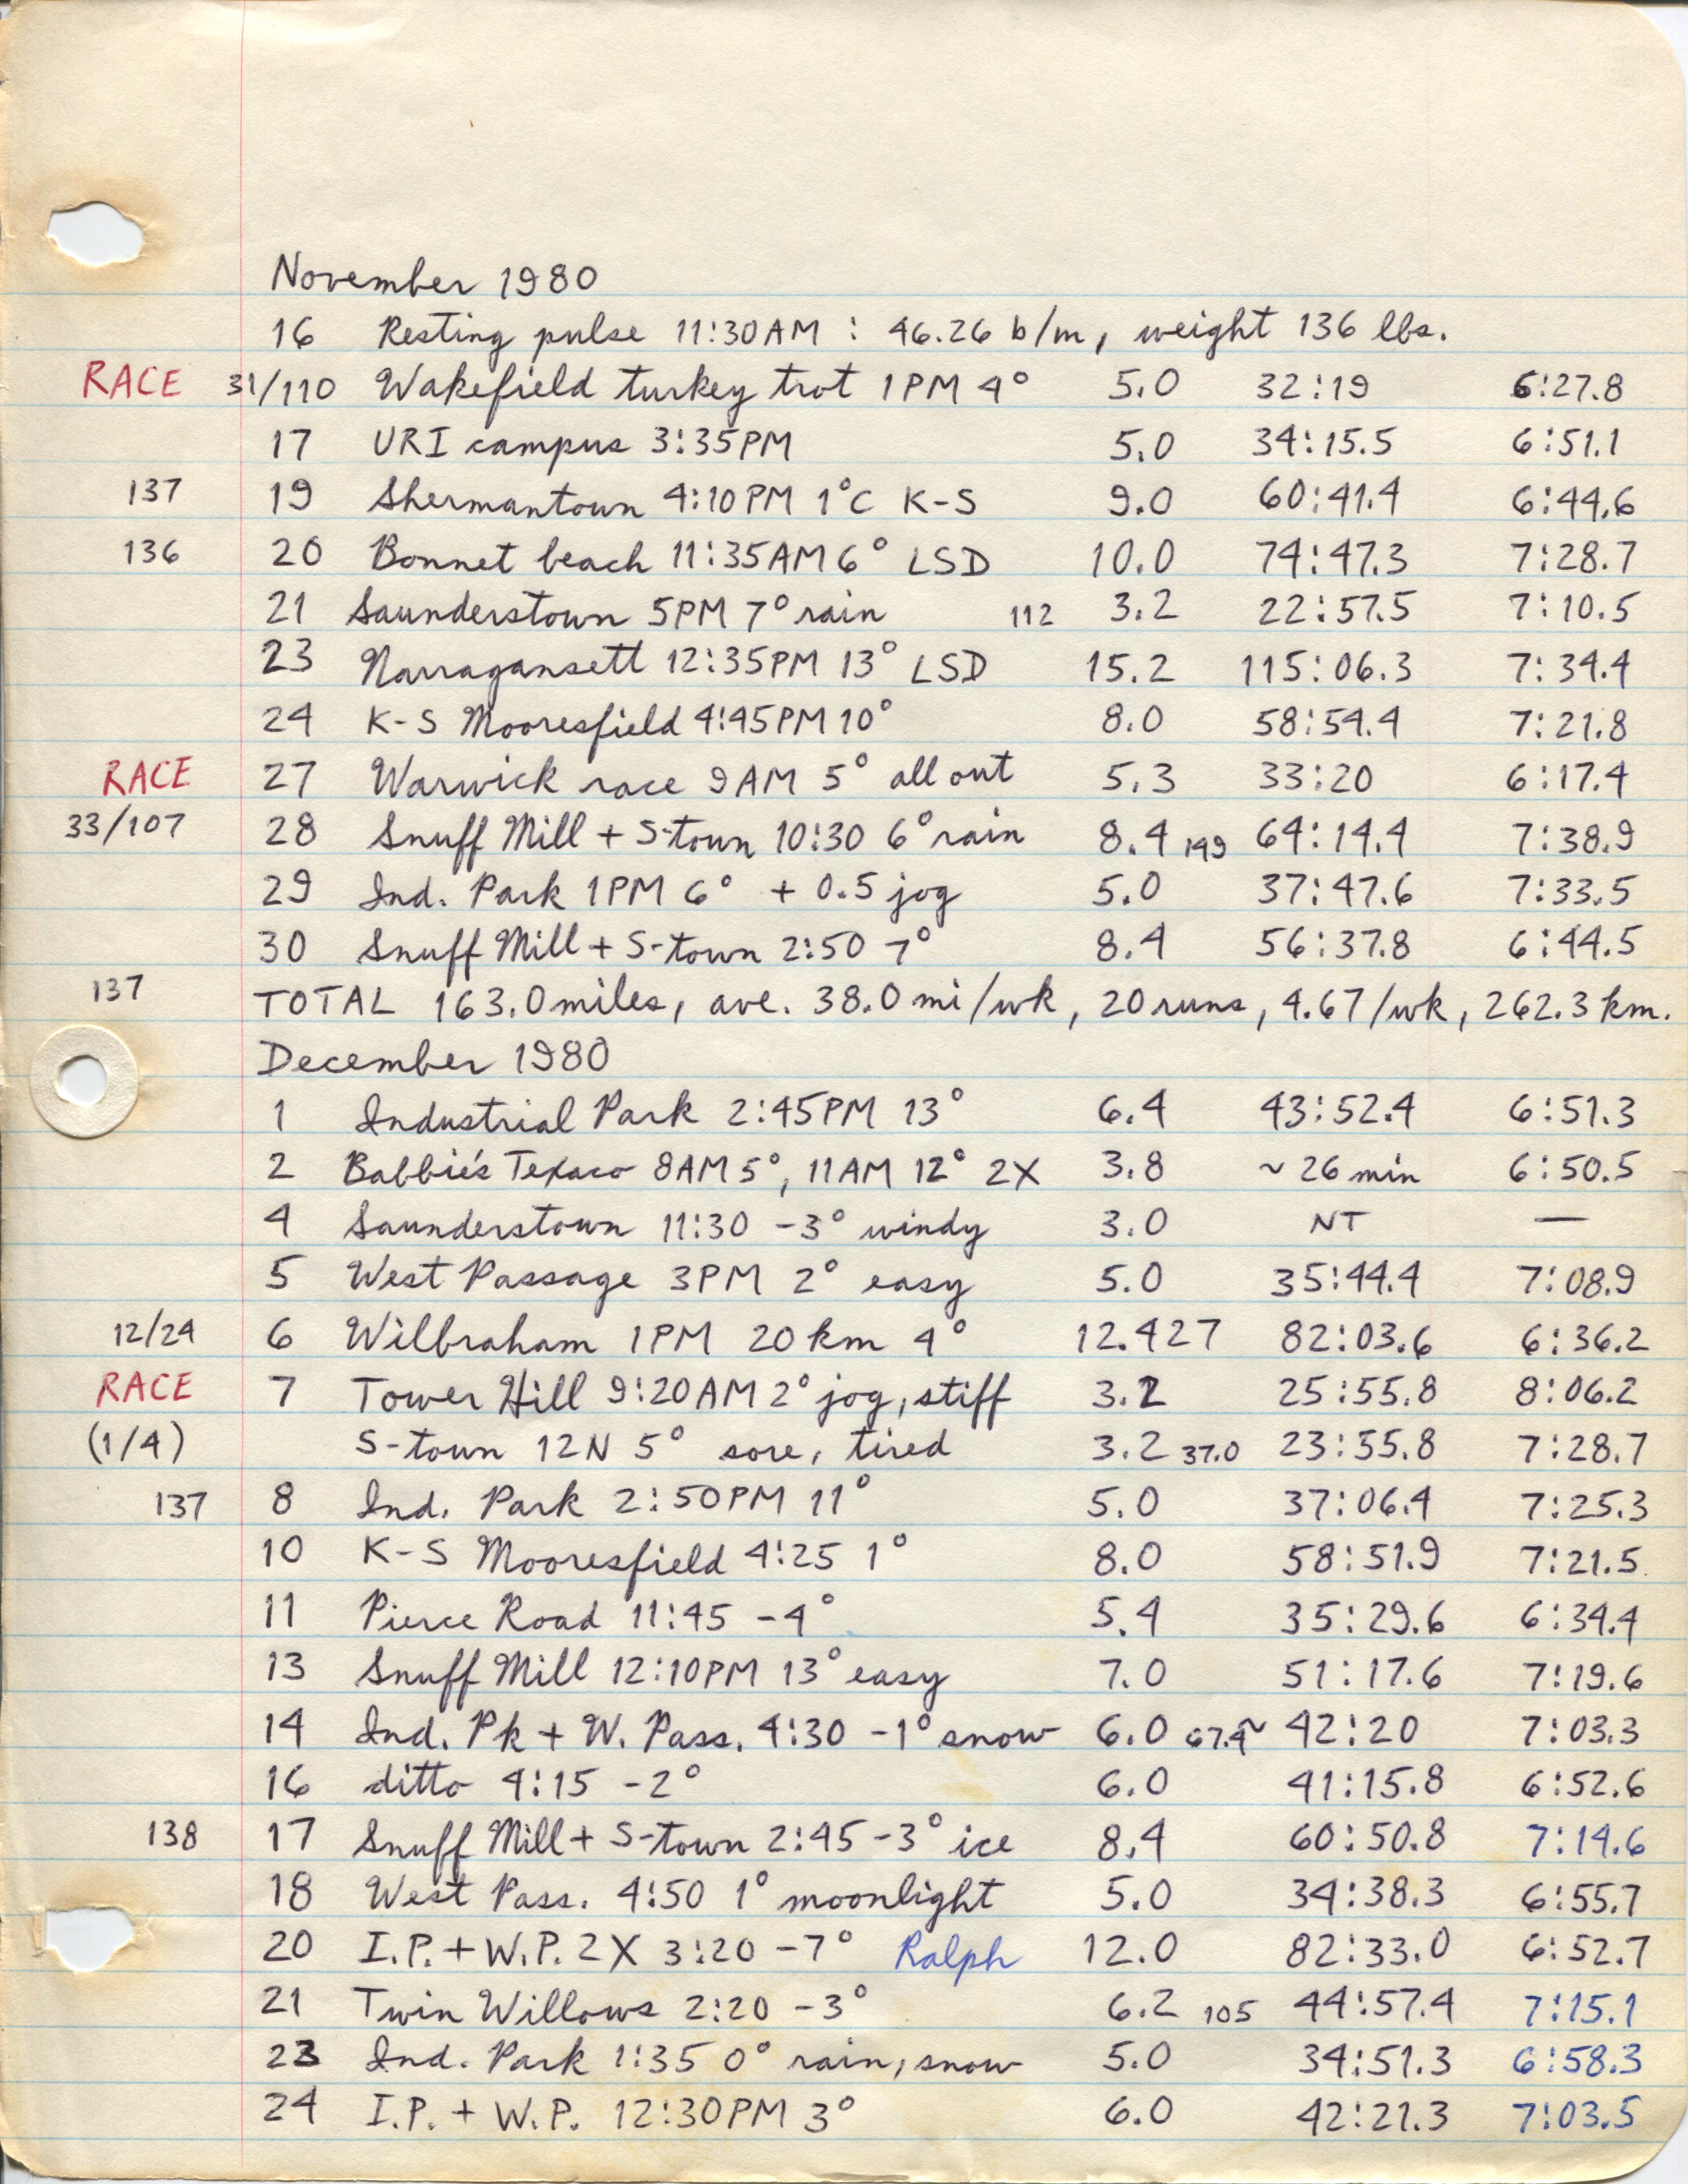 November 1980
16 Resting pulse 11:30AM : 46.26 b/m, weight 136 lbs.
RACE 31/110 Wakefield turkey trot 1PM 4° 5.0 32:19 6:27.8
17 URI campus 3:35PM 5.0 34:15.5 6:51.1
137 19 Shermantown 4:10PM 1°C K-S 9.0 60:41.4 6:44.6
136 20 Bonnet beach 11:35AM 6° LSD 10.0 74:47.3 7:28.7
21 Saunderstown 5PM 7° rain 112 3.2 22:57.5 7:10.5
23 Narragansett 12:35PM 13° LSD 15.2 115:06.3 7:34.4
24 K-S Mooresfield 4:45PM 10° 8.0 58:54.4 7:21.8
RACE 27 Warwick race 9AM 5° all out 5.3 33:20 6:17.4
33/107 28 Snuff Mill + S-town 10:30 6° rain 8.4 149 64:14.4 7:38.9
29 Ind. Park 1PM 6° + 0.5 jog 5.0 37:47.6 7:33.5
30 Snuff Mill + S-town 2:50 7° 8.4 56:37.8 6:44.5
137 TOTAL 163.0 miles, ave. 38.0 mi/wk, 20 runs, 4.67/wk, 262.3 km.
December 1980
1 Industrial Park 2:45PM 13° 6.4 43:52.4 6:51.3
2 Babbie's Texaco 8AM 5°, 11AM 12° 2X 3.8 ~ 26 min 6:50.5
4 Saunderstown 11:30 -3° windy 3.0 NT —
5 West Passage 3PM 2° easy 5.0 35:44.4 7:08.9
12/24 6 Wilbraham 1PM 20 km 4° 12.427 82:03.6 6:36.2
RACE 7 Tower Hill 9:20AM 2° jog, stiff 3.2 25:55.8 8:06.2
(1/4) S-town 12N 5° sore, tired 3.2 37.0 23:55.8 7:28.7
137 8 Ind. Park 2:50PM 11° 5.0 37:06.4 7:25.3
10 K-S Mooresfield 4:25 1° 8.0 58:51.9 7:21.5
11 Pierce Road 11:45 -4° 5.4 35:29.6 6:34.4
13 Snuff Mill 12:10PM 13° easy 7.0 51:17.6 7:19.6
14 Ind. Pk + W. Pass. 4:30 -1° snow 6.0 67.4 ~ 42:20 7:03.3
16 ditto 4:15 -2° 6.0 41:15.8 6:52.6
138 17 Snuff Mill + S-town 2:45 -3° ice 8.4 60:50.8 7:14.6
18 West Pass. 4:50 1° moonlight 5.0 34:38.3 6:55.7
20 I.P. + W.P. 2X 3:20 -7° Ralph 12.0 82:33.0 6:52.7
21 Twin Willows 2:20 -3° 6.2 105 44:57.4 7:15.1
23 Ind. Park 1:35 0° rain, snow 5.0 34:51.3 6:58.3
24 I.P. + W.P. 12:30PM 3° 6.0 42:21.3 7:03.5